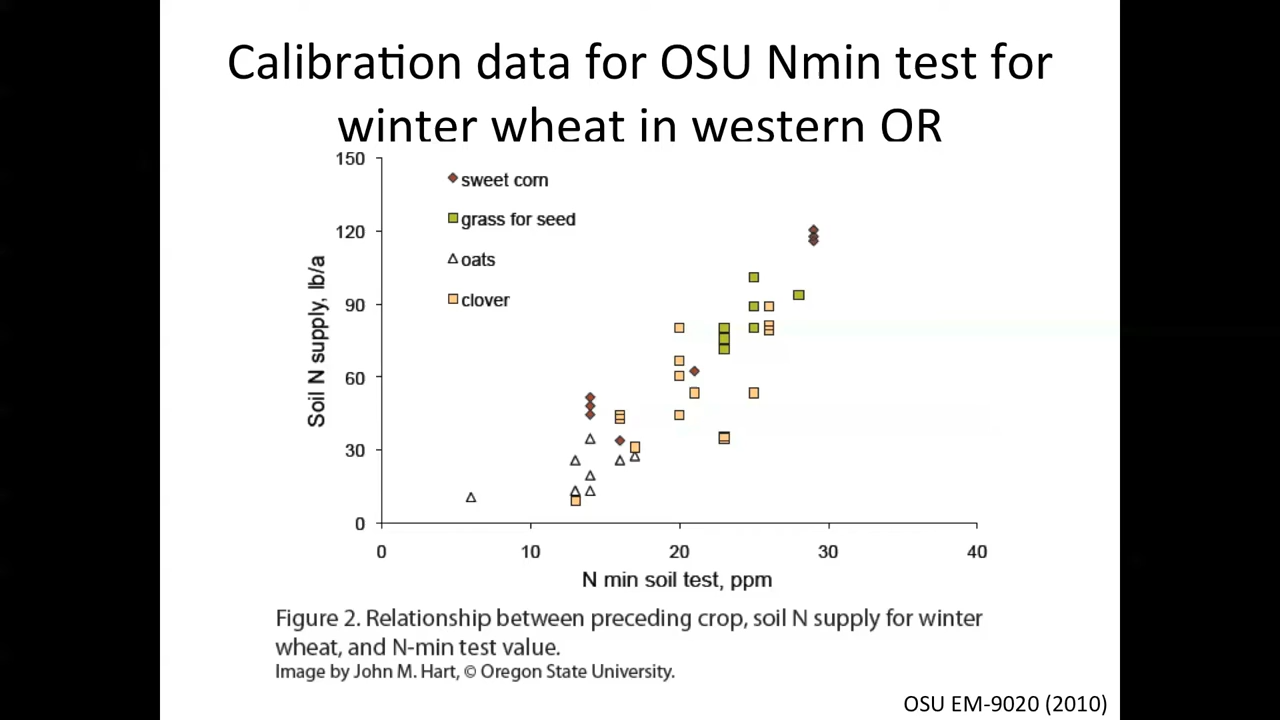 Calibration data for OSU Nmin test for
winter wheat in western OR
150
120
90
60
30
0
Soil N supply, lb/a
sweet corn
grass for seed
oats
clover
0 10 20 30 40
N min soil test, ppm
Figure 2. Relationship between preceding crop, soil N supply for winter
wheat, and N-min test value.
Image by John M. Hart, © Oregon State University.
OSU EM-9020 (2010)